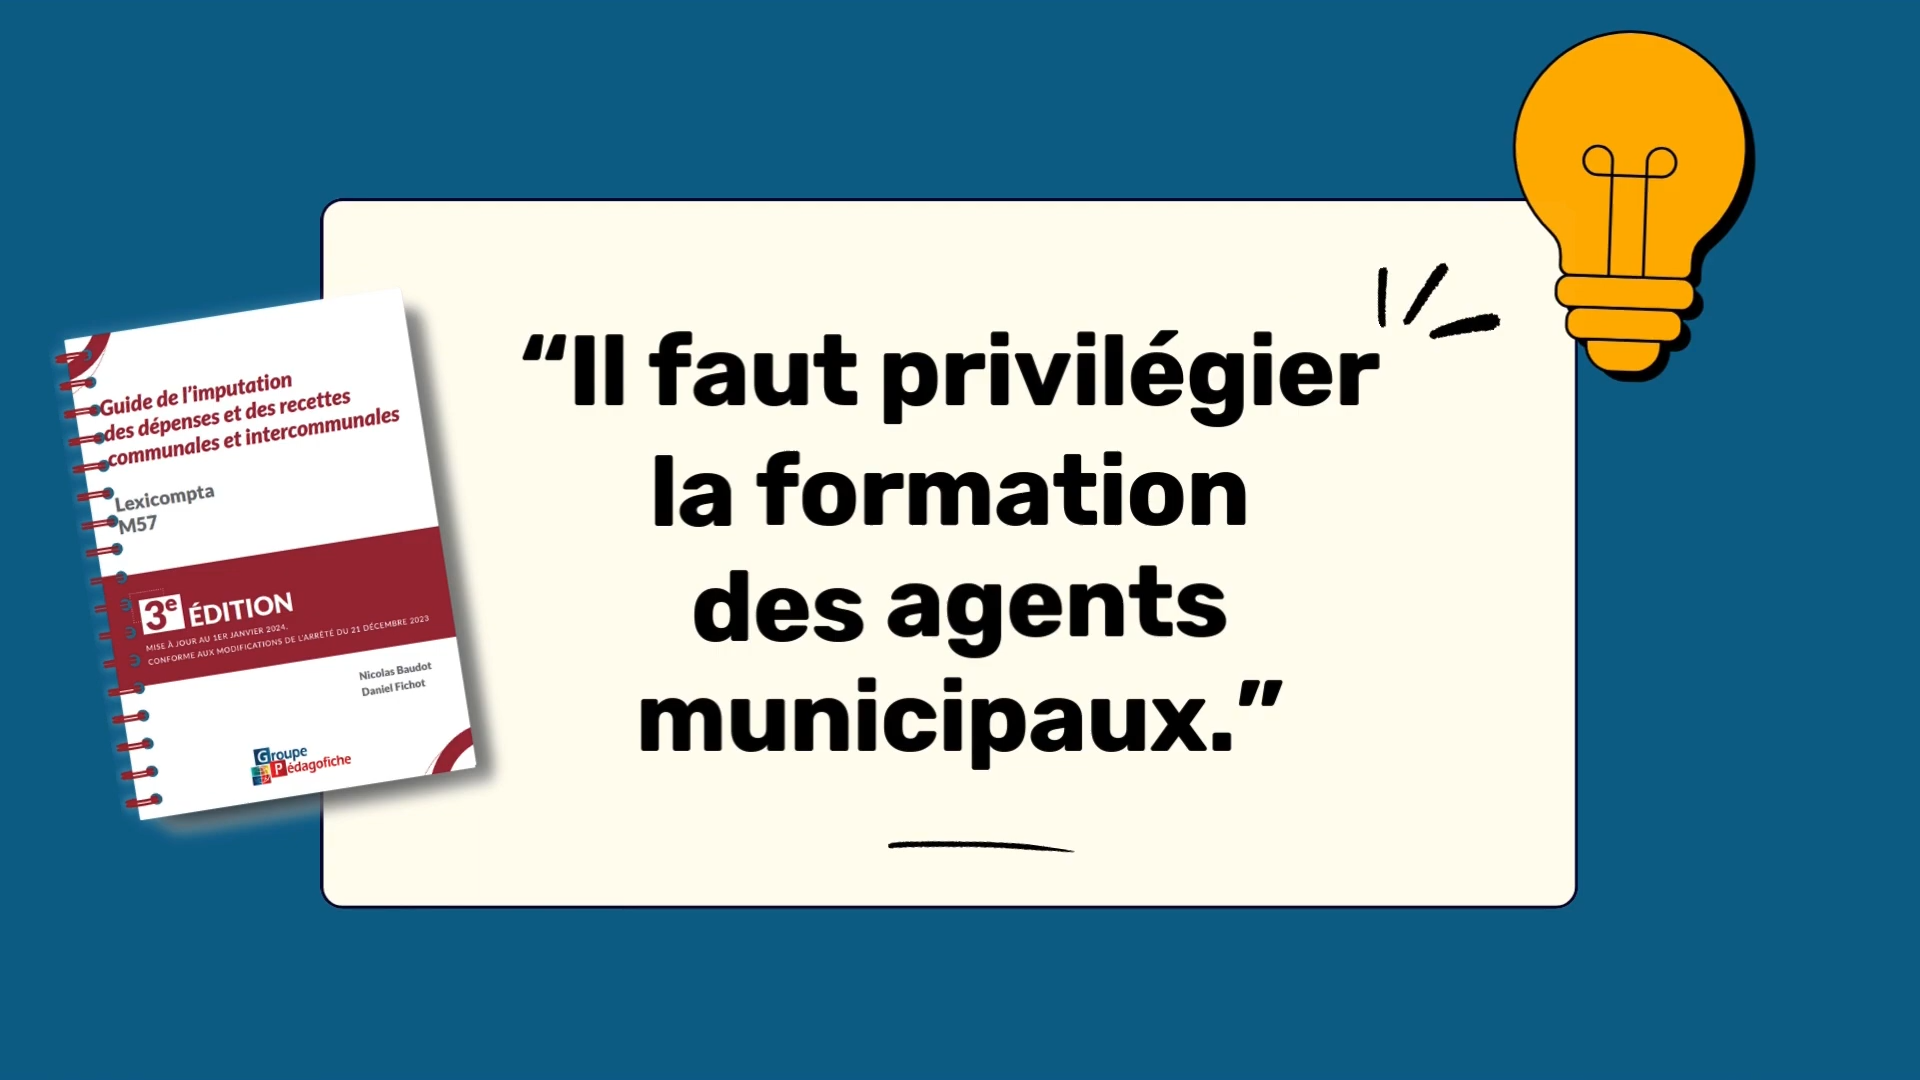 Guide de l’imputation
des dépenses et des recettes
communales et intercommunales
Lexicompta
M57
3e ÉDITION
MISE À JOUR AU 1ER JANVIER 2024,
CONFORME AUX MODIFICATIONS DE L’ARRÊTÉ DU 21 DÉCEMBRE 2023
Nicolas Baudot
Daniel Fichot
Groupe
Pédagofiche
“Il faut privilégier
la formation
des agents
municipaux.”